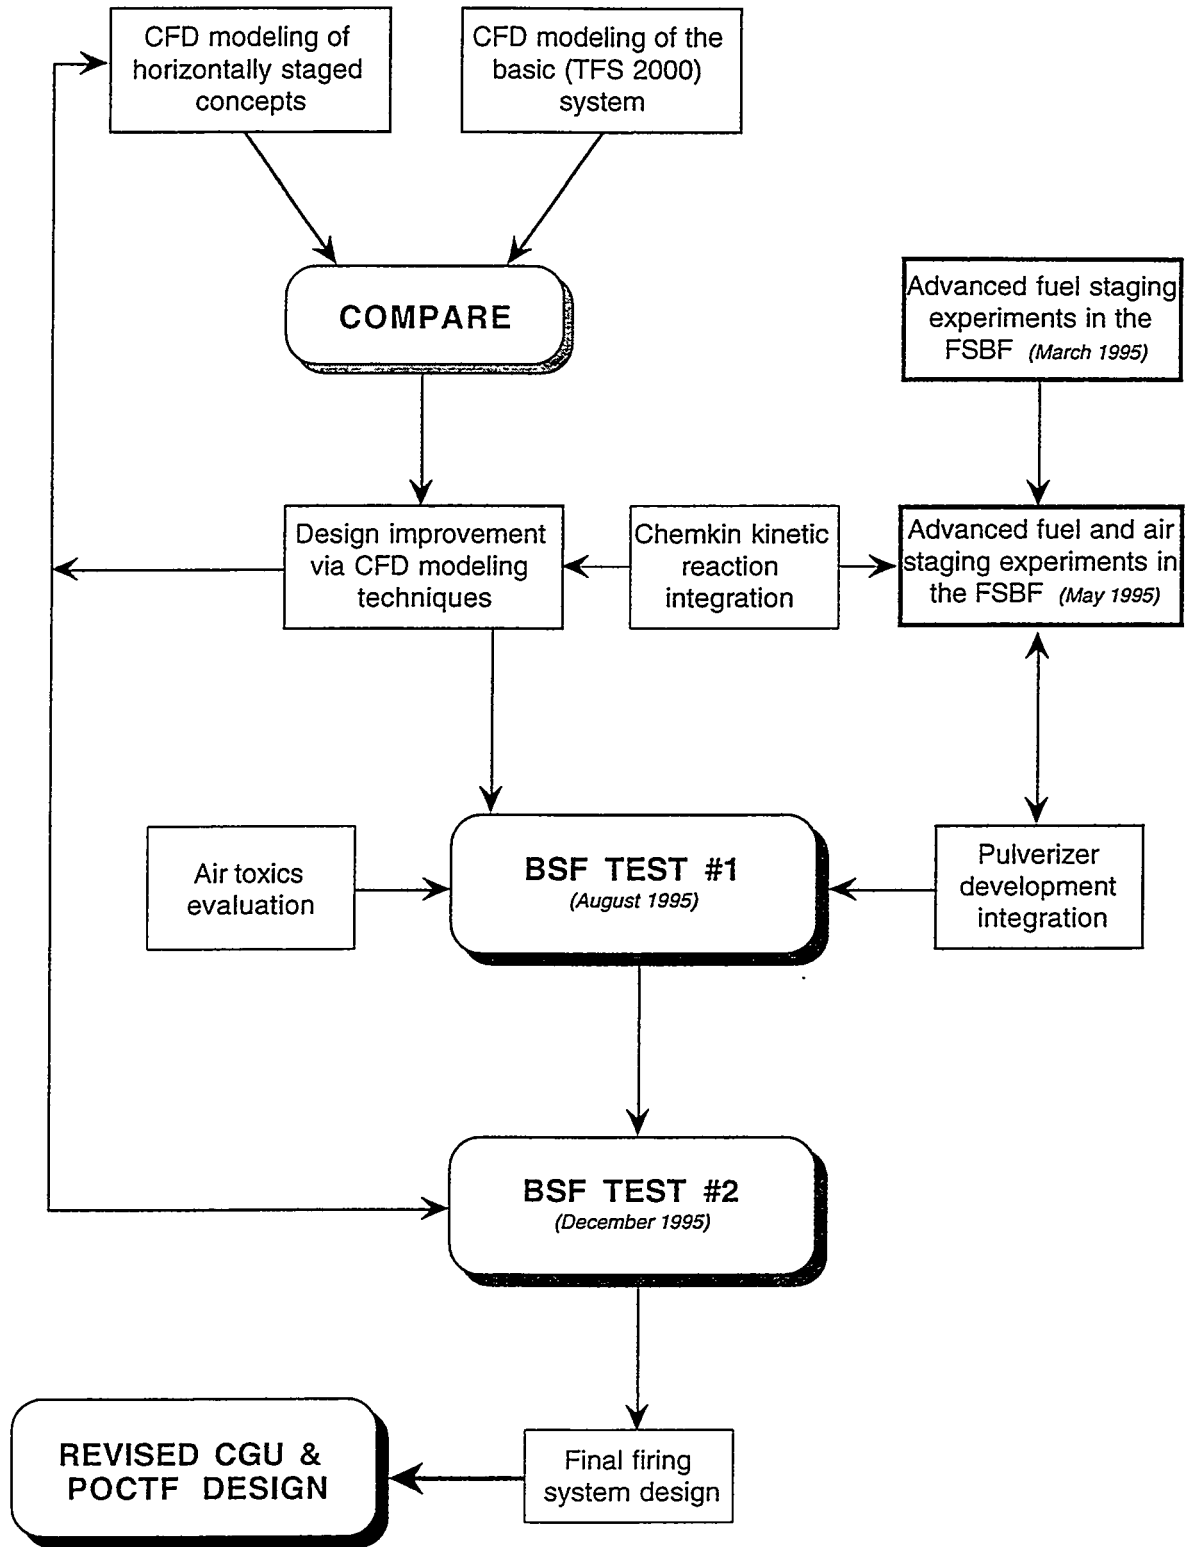 CFD modeling of
horizontally staged
concepts
CFD modeling of the
basic (TFS 2000)
system
COMPARE
Advanced fuel staging
experiments in the
FSBF (March 1995)
Design improvement
via CFD modeling
techniques
Chemkin kinetic
reaction
integration
Advanced fuel and air
staging experiments in
the FSBF (May 1995)
Air toxics
evaluation
BSF TEST #1
(August 1995)
Pulverizer
development
integration
BSF TEST #2
(December 1995)
REVISED CGU &
POCTF DESIGN
Final firing
system design